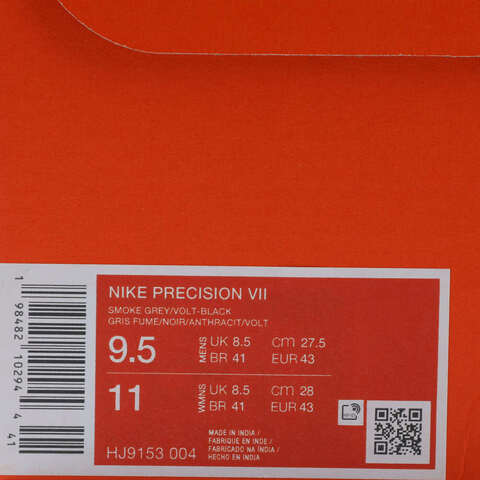 NIKE PRECISION VII
SMOKE GREY/VOLT-BLACK
GRIS FUME/NOIR/ANTHRACIT/VOLT
9.5 MENS UK 8.5 CM 27.5
BR 41 EUR 43
11 WMNS UK 8.5 CM 28
BR 41 EUR 43
HJ9153 004
MADE IN INDIA /
FABRIQUÉ EN INDE /
FABRICADO NA ÍNDIA /
HECHO EN INDIA
1 98482 10294 4 41